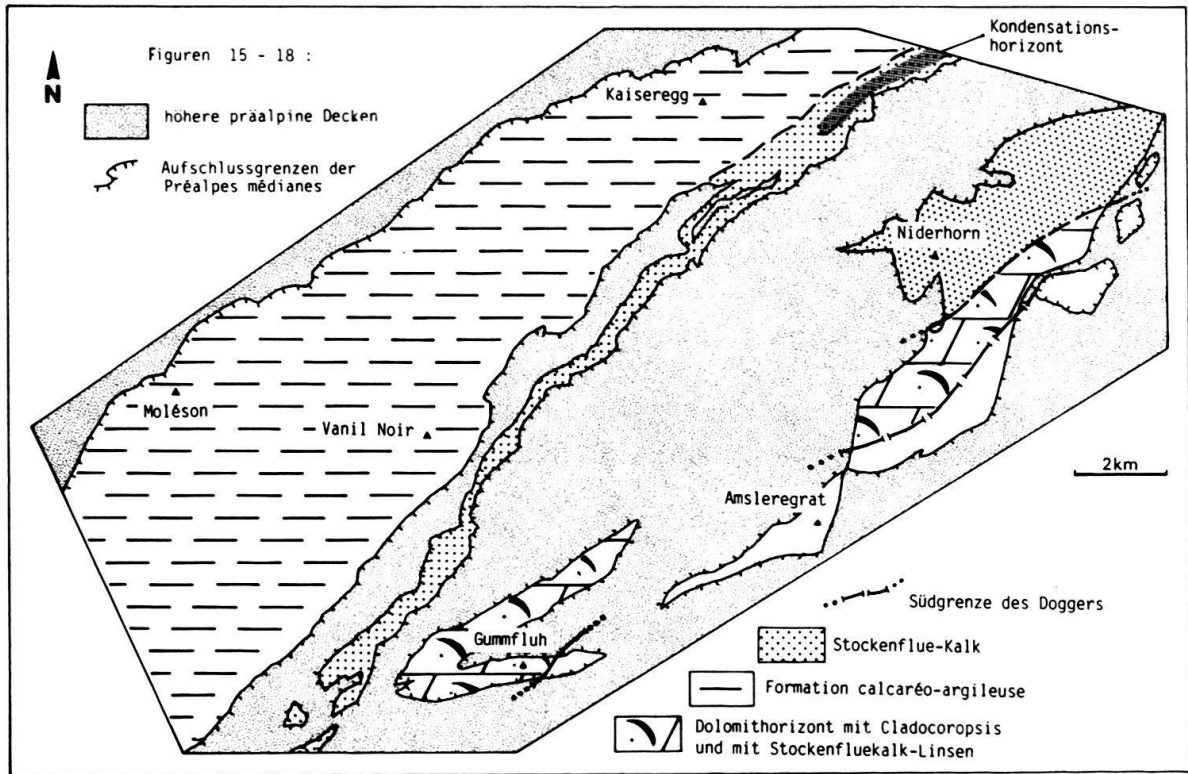 Figuren 15 - 18 :
N
höhere präalpine Decken
Aufschlussgrenzen der
Préalpes médianes
Kondensations-
horizont
Kaiseregg
Niderhorn
Moléson
Vanil Noir
2km
Amsleregrat
Gummfluh
Südgrenze des Doggers
Stockenflue-Kalk
Formation calcaréo-argileuse
Dolomithorizont mit Cladocoropsis
und mit Stockenfluekalk-Linsen